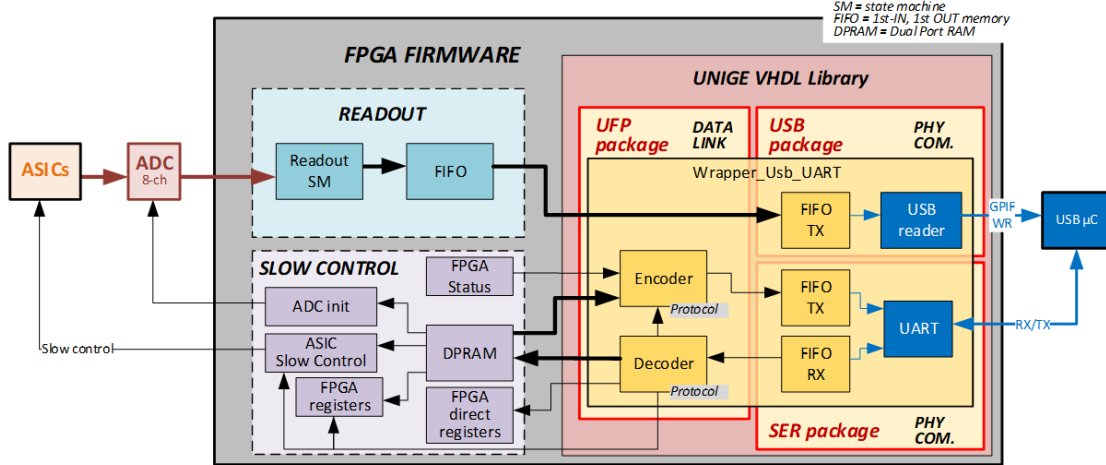 SM = state machine
FIFO = 1st-IN, 1st OUT memory
DPRAM = Dual Port RAM
FPGA FIRMWARE
UNIGE VHDL Library
READOUT
UFP
package
DATA
LINK
USB
package
PHY
COM.
ASICs
ADC
8-ch
Readout
SM
FIFO
Wrapper_Usb_UART
FIFO
TX
USB
reader
GPIF
WR
USB µC
SLOW CONTROL
FPGA
Status
Encoder
Protocol
FIFO
TX
ADC init
UART
RX/TX
Slow control
ASIC
Slow Control
DPRAM
Decoder
Protocol
FIFO
RX
FPGA
registers
FPGA
direct
registers
SER package
PHY
COM.